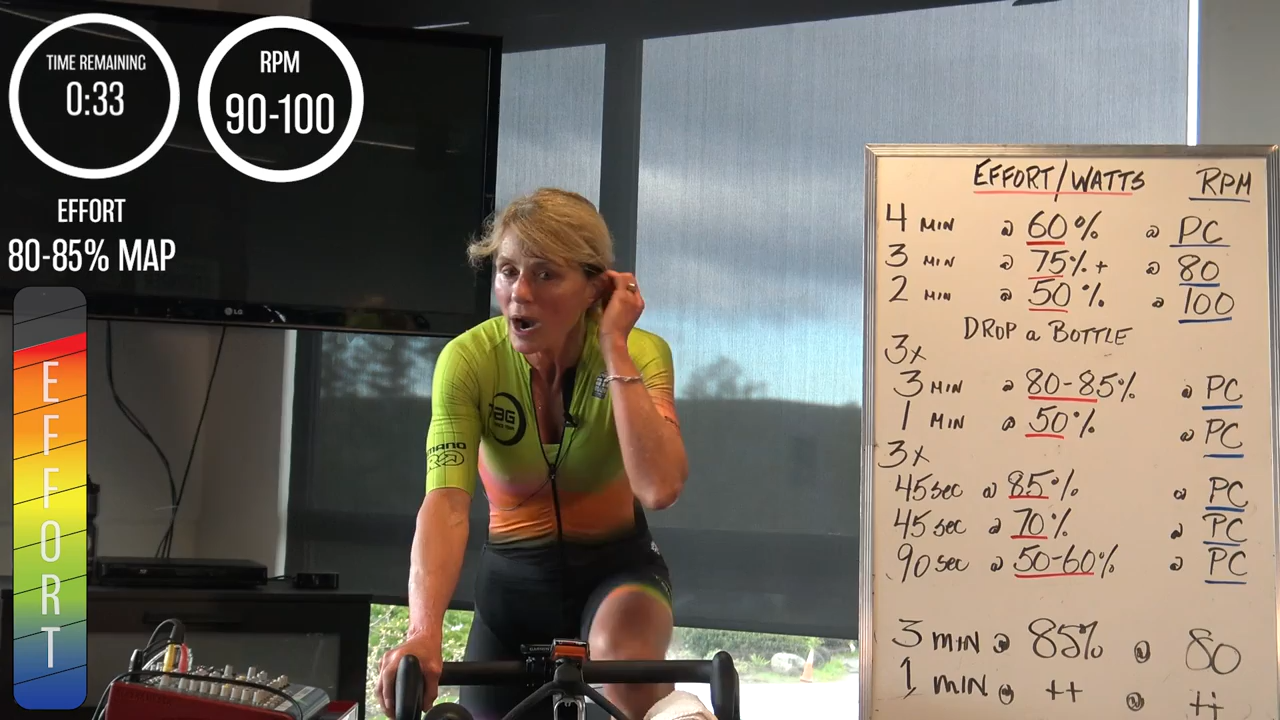 TIME REMAINING
0:33
RPM
90-100
EFFORT
80-85% MAP
EFFORT
LG
EFFORT/WATTS RPM
4 MIN @ 60% @ PC
3 MIN @ 75%+ @ 80
2 MIN @ 50% @ 100
DROP a BOTTLE
3x
3 MIN @ 80-85% @ PC
1 MIN @ 50% @ PC
3x
45sec @ 85% @ PC
45sec @ 70% @ PC
90sec @ 50-60% @ PC
3 MIN @ 85% @ 80
1 MIN @ ++ @ ++